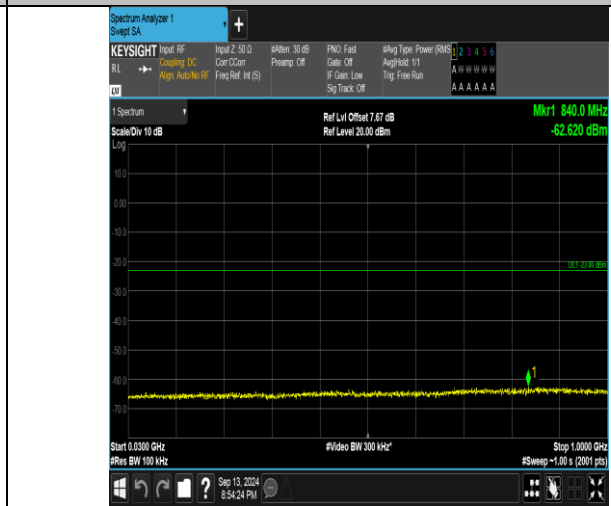 Spectrum Analyzer 1
Swept SA
+
KEYSIGHT Input: RF Input Z: 50 Ω #Atten: 30 dB PNO: Fast #Avg Type: Power (RMS 1 2 3 4 5 6
RL Coupling: DC Corr CCorr Preamp: Off Gate: Off Avg|Hold: 1/1 A W W W W W
Align: Auto/No RF Freq Ref: Int (S) IF Gain: Low Trig: Free Run
LXI Sig Track: Off A A A A A A
1 Spectrum Ref Lvl Offset 7.67 dB Mkr1 840.0 MHz
Scale/Div 10 dB Ref Level 20.00 dBm -62.620 dBm
Log
10.0
0.00
-10.0
-20.0 DL1 -23.00 dBm
-30.0
-40.0
-50.0
-60.0 1
-70.0
Start 0.0300 GHz #Video BW 300 kHz* Stop 1.0000 GHz
#Res BW 100 kHz #Sweep ~1.00 s (2001 pts)
? Sep 13, 2024
8:54:24 PM